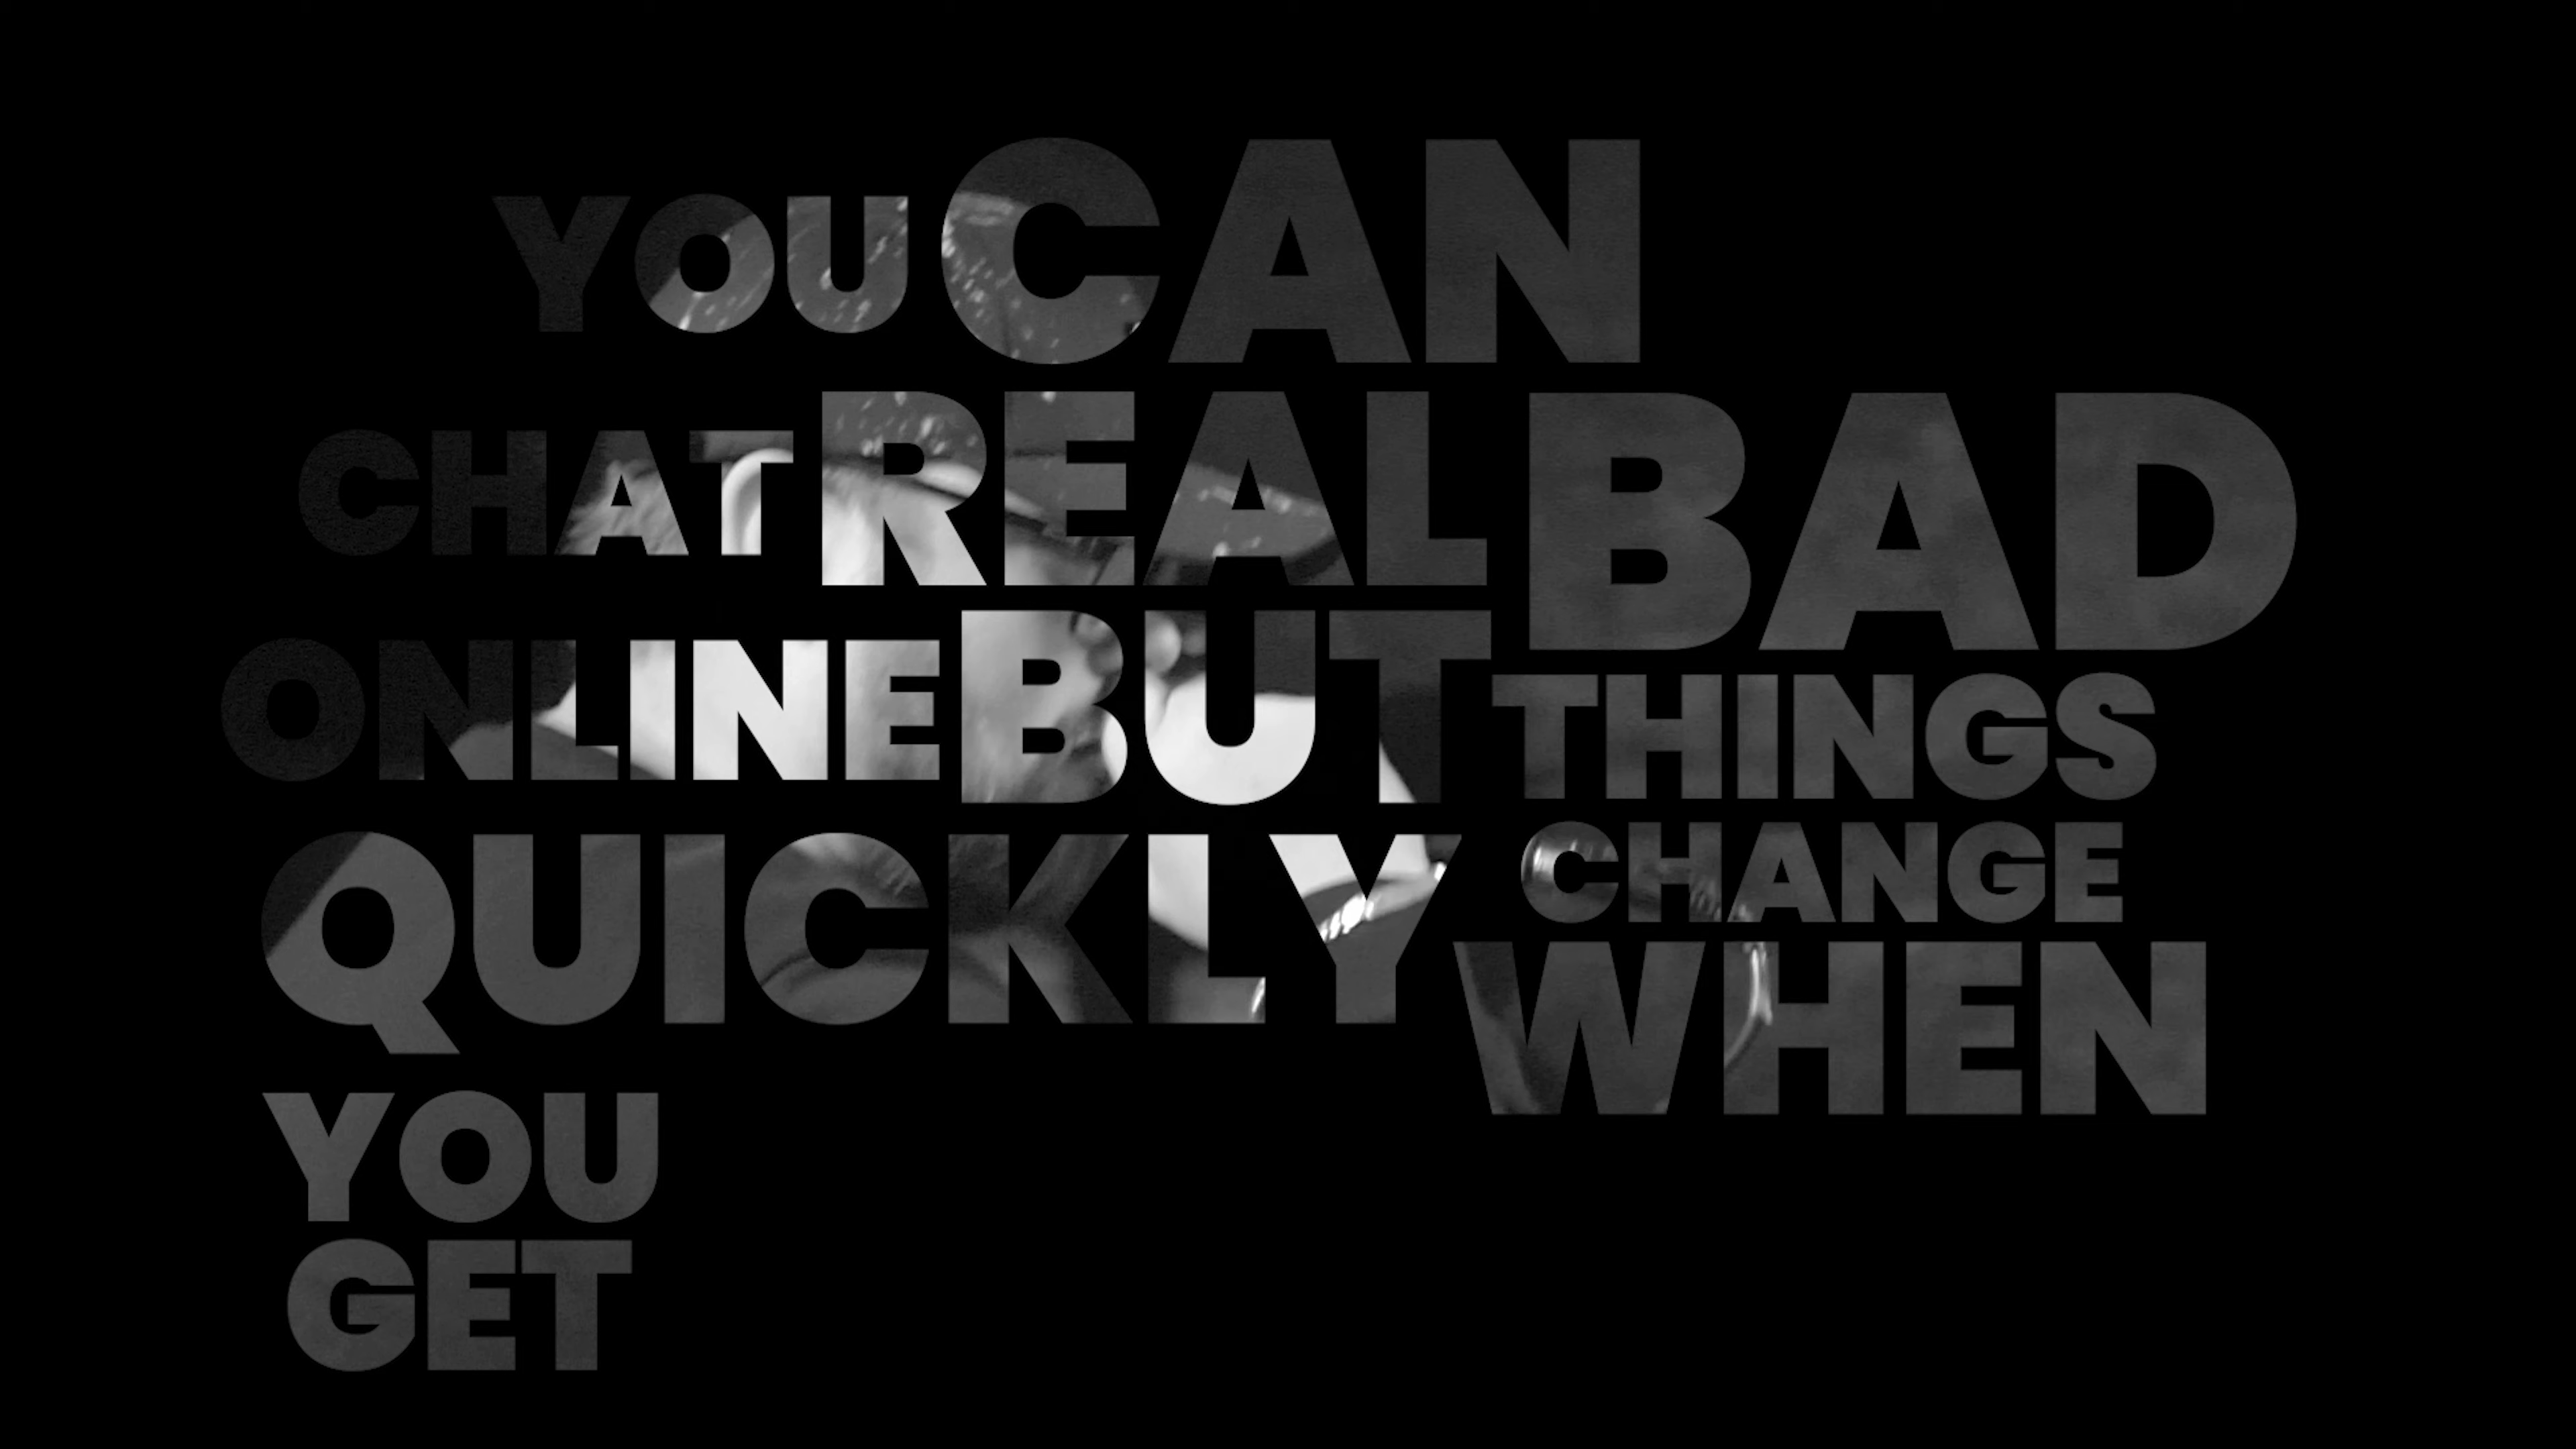 YOU CAN
CHAT REAL BAD
ONLINE BUT THINGS
QUICKLY CHANGE
WHEN
YOU
GET